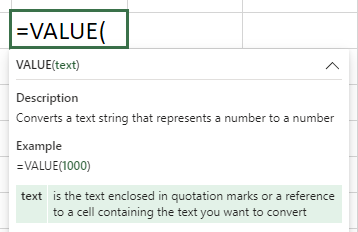 =VALUE(
VALUE(text)
Description
Converts a text string that represents a number to a number
Example
=VALUE(1000)
text is the text enclosed in quotation marks or a reference
to a cell containing the text you want to convert